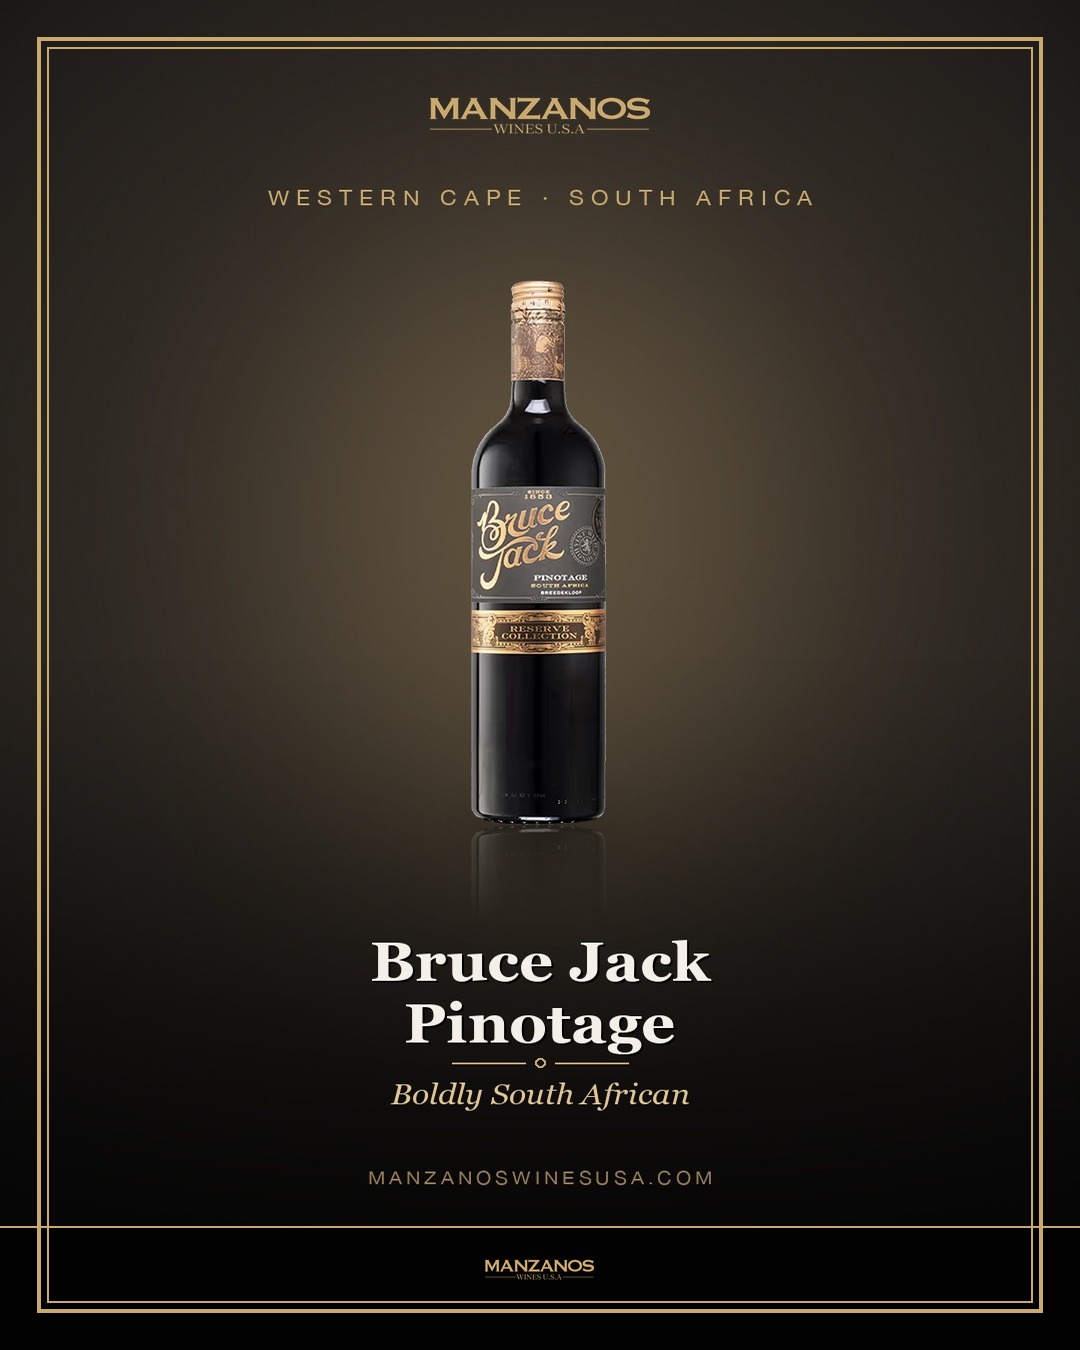 MANZANOS
WINES U.S.A
WESTERN CAPE · SOUTH AFRICA
SINCE
1883
Bruce
Jack
PINOTAGE
SOUTH AFRICA
BREEDEKLOOF
RESERVE
COLLECTION
Bruce Jack
Pinotage
Boldly South African
MANZANOSWINESUSA.COM
MANZANOS
WINES U.S.A